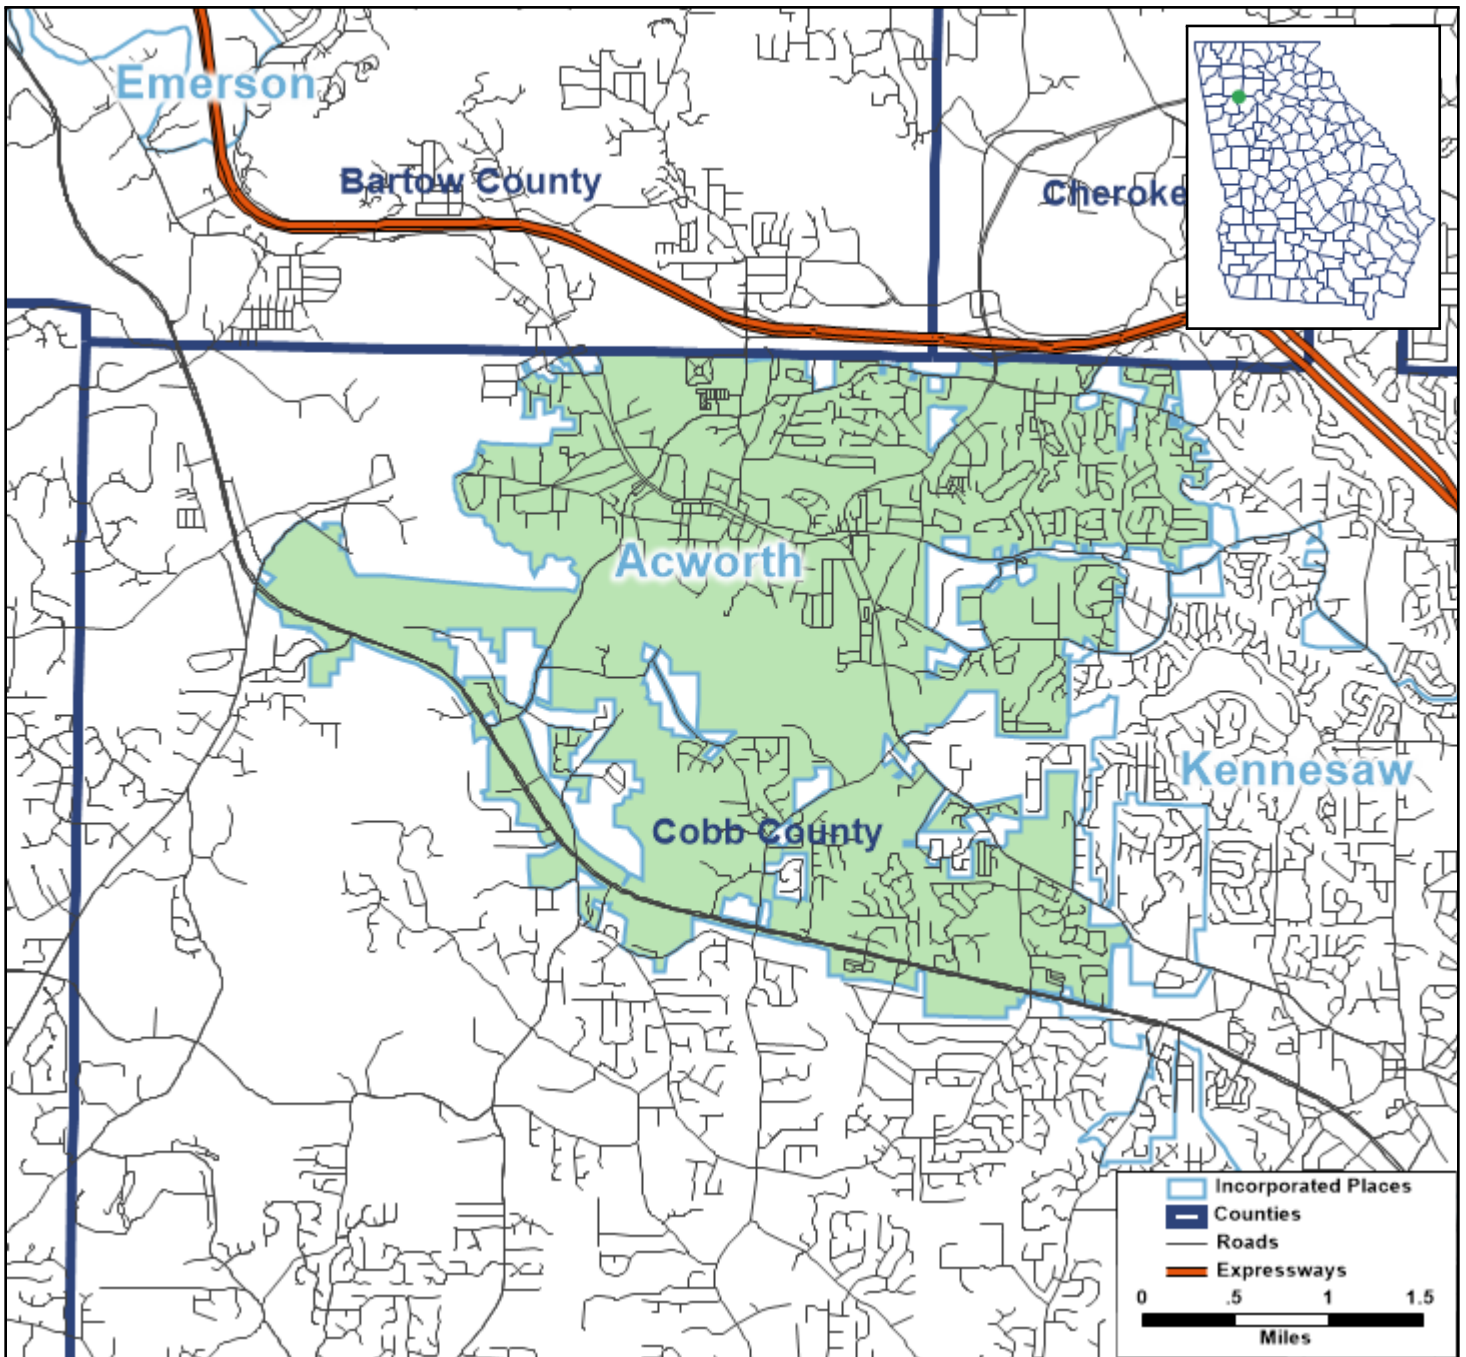 Emerson
Bartow County
Cheroke
Acworth
Kennesaw
Cobb County
Incorporated Places
Counties
Roads
Expressways
0 .5 1 1.5
Miles